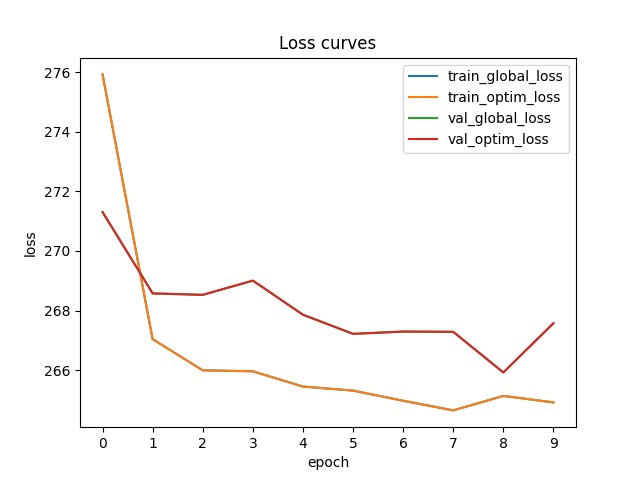 Loss curves
276
274
272
270
268
266
loss
train_global_loss
train_optim_loss
val_global_loss
val_optim_loss
0 1 2 3 4 5 6 7 8 9
epoch